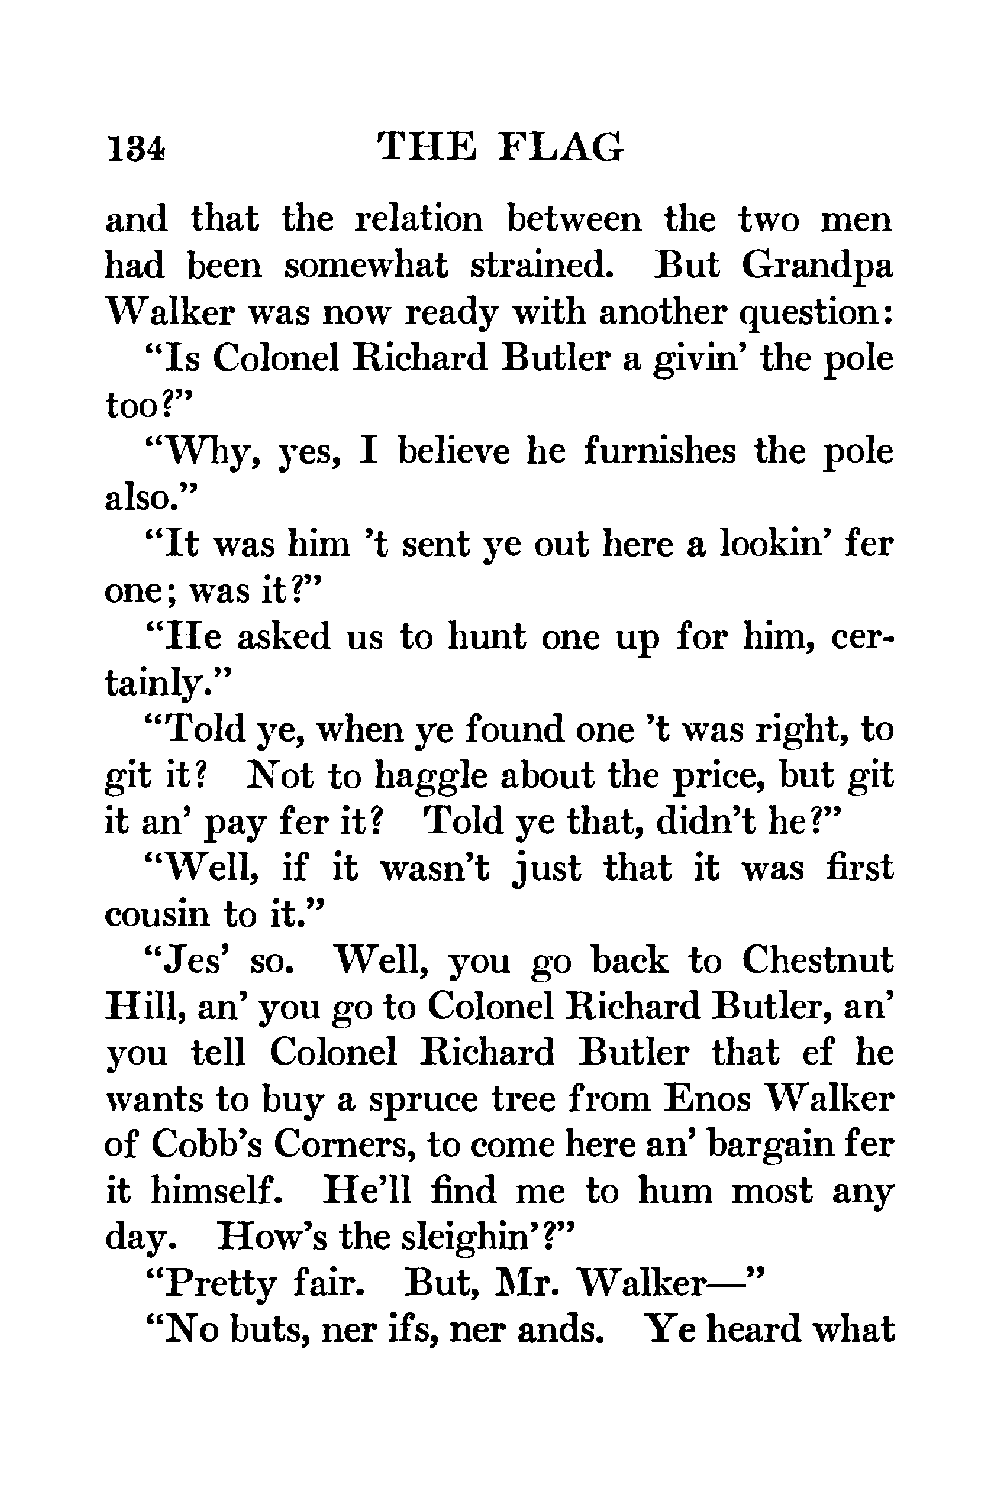 134 THE FLAG
and that the relation between the two men
had been somewhat strained. But Grandpa
Walker was now ready with another question:
“Is Colonel Richard Butler a givin’ the pole
too?”
“Why, yes, I believe he furnishes the pole
also.”
“It was him ’t sent ye out here a lookin’ fer
one; was it?”
“He asked us to hunt one up for him, cer-
tainly.”
“Told ye, when ye found one ’t was right, to
git it? Not to haggle about the price, but git
it an’ pay fer it? Told ye that, didn’t he?”
“Well, if it wasn’t just that it was first
cousin to it.”
“Jes’ so. Well, you go back to Chestnut
Hill, an’ you go to Colonel Richard Butler, an’
you tell Colonel Richard Butler that ef he
wants to buy a spruce tree from Enos Walker
of Cobb’s Corners, to come here an’ bargain fer
it himself. He’ll find me to hum most any
day. How’s the sleighin’?”
“Pretty fair. But, Mr. Walker—”
“No buts, ner ifs, ner ands. Ye heard what